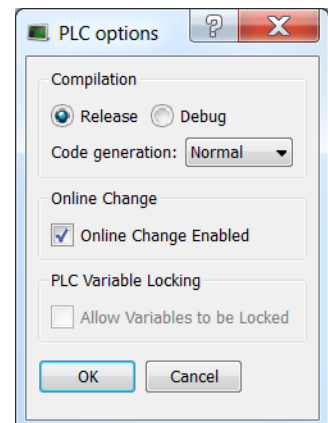 PLC options
Compilation
Release Debug
Code generation: Normal
Online Change
Online Change Enabled
PLC Variable Locking
Allow Variables to be Locked
OK Cancel